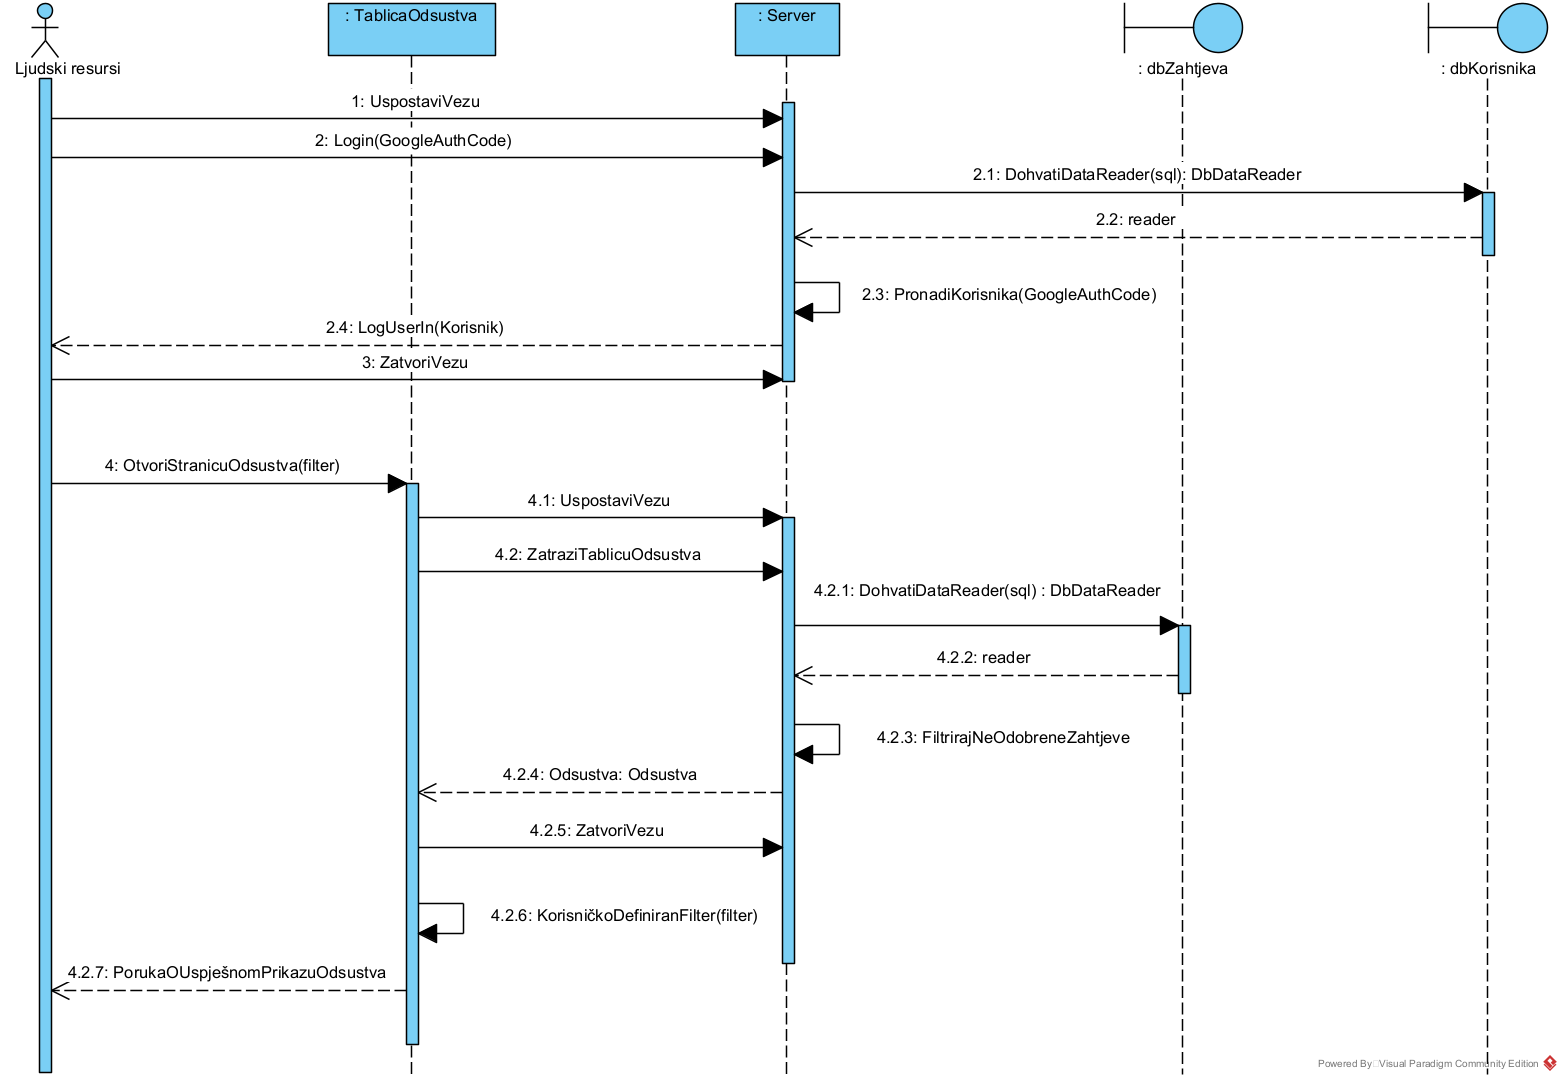 : TablicaOdsustva
: Server
Ljudski resursi
: dbZahtjeva
: dbKorisnika
1: UspostaviVezu
2: Login(GoogleAuthCode)
2.1: DohvatiDataReader(sql): DbDataReader
2.2: reader
2.3: PronadiKorisnika(GoogleAuthCode)
2.4: LogUserIn(Korisnik)
3: ZatvoriVezu
4: OtvoriStranicuOdsustva(filter)
4.1: UspostaviVezu
4.2: ZatraziTablicuOdsustva
4.2.1: DohvatiDataReader(sql) : DbDataReader
4.2.2: reader
4.2.3: FiltrirajNeOdobreneZahtjeve
4.2.4: Odsustva: Odsustva
4.2.5: ZatvoriVezu
4.2.6: KorisničkoDefiniranFilter(filter)
4.2.7: PorukaOUspješnomPrikazuOdsustva
Powered By Visual Paradigm Community Edition